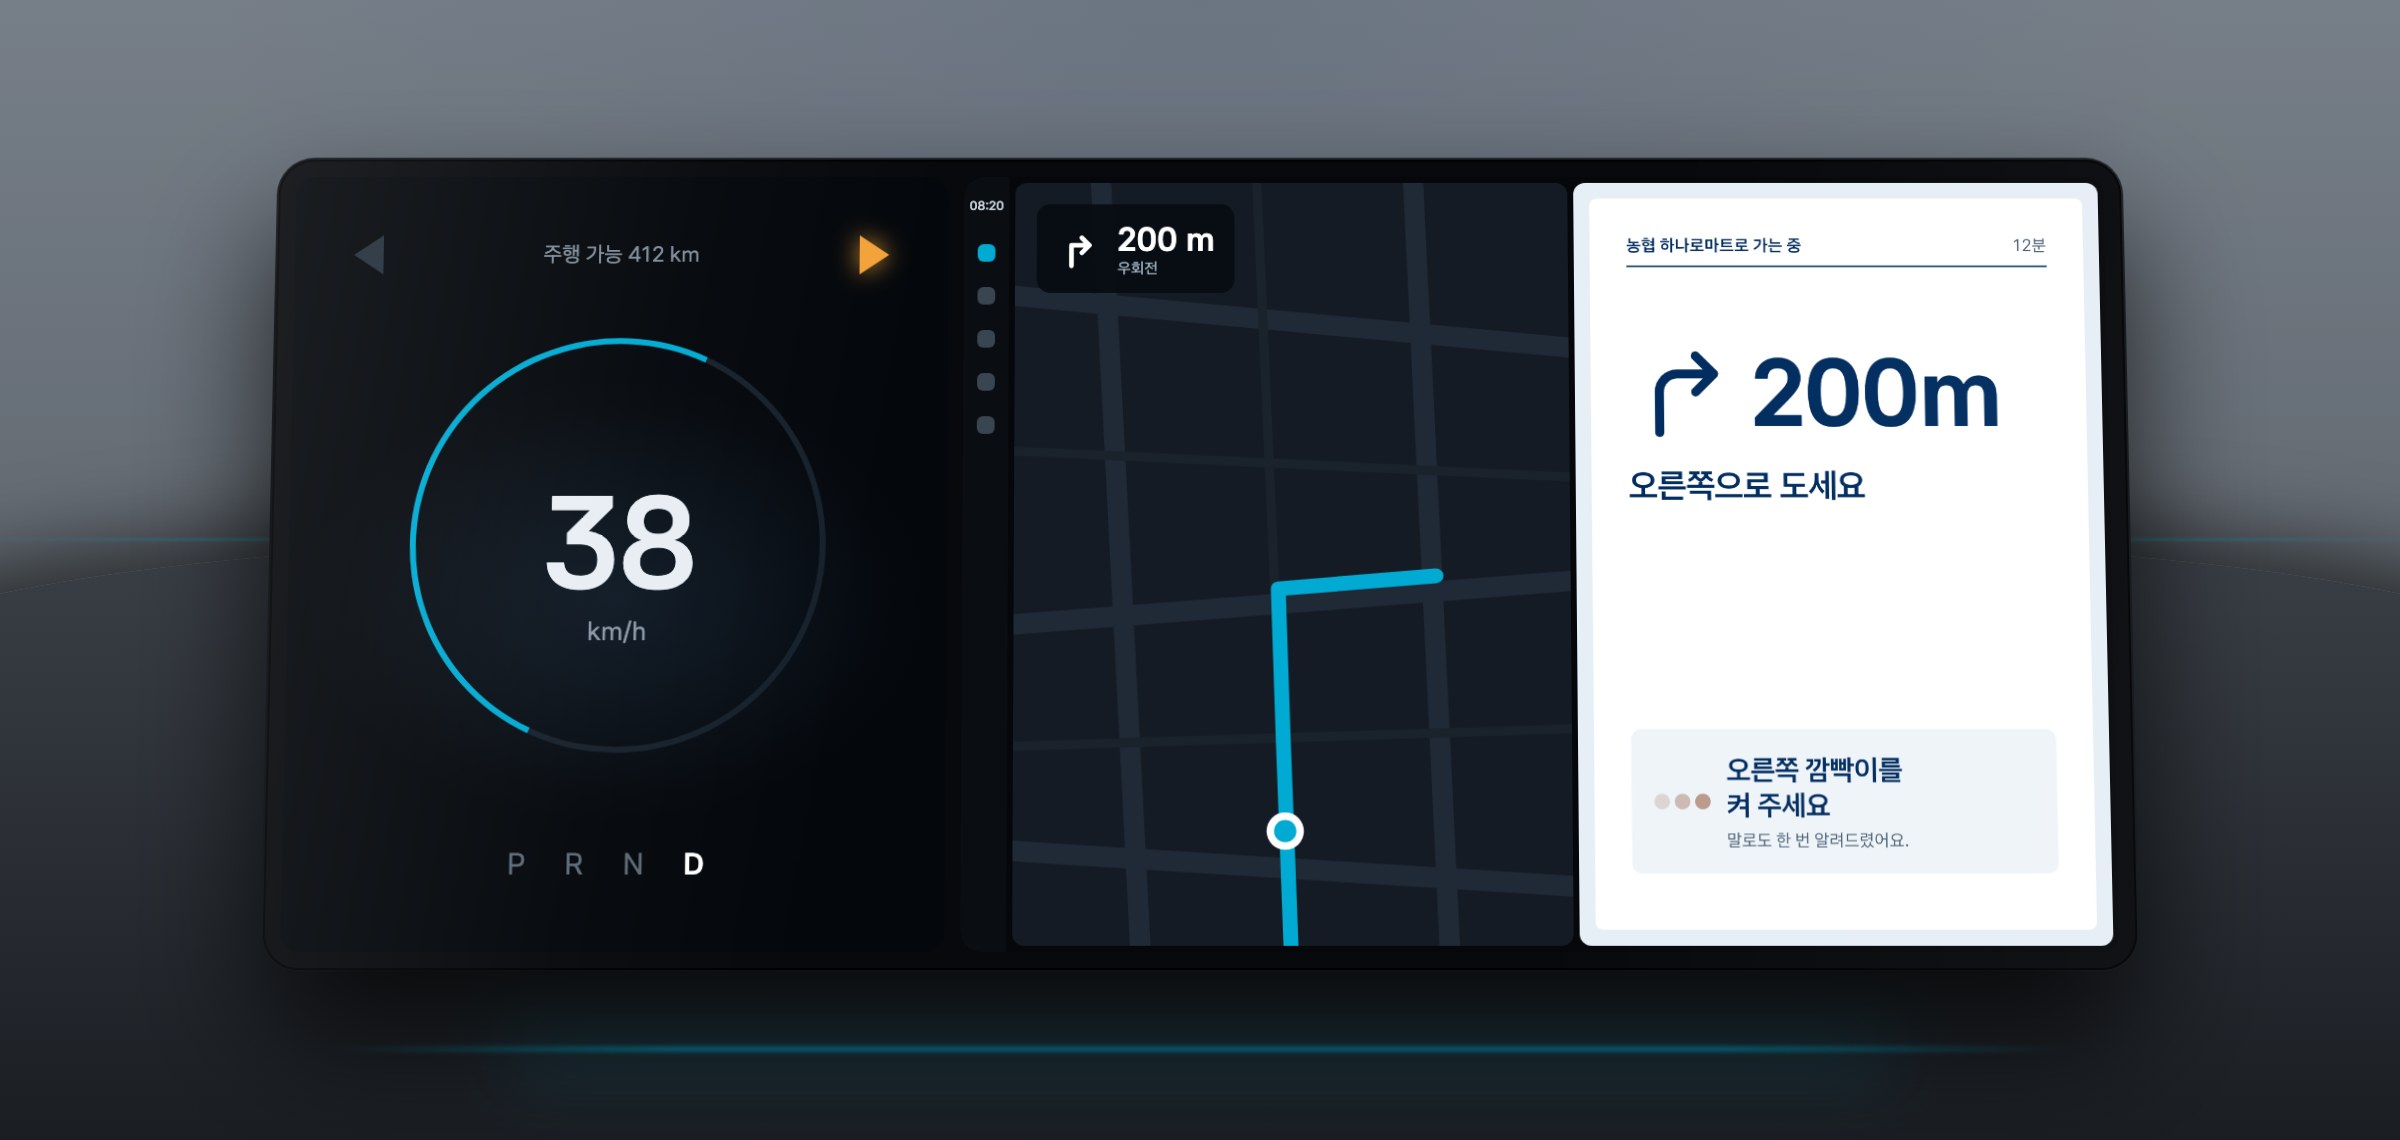 주행 가능 412 km
38
km/h
P R N D
08:20
200 m
우회전
농협 하나로마트로 가는 중
12분
200m
오른쪽으로 도세요
오른쪽 깜빡이를
켜 주세요
말로도 한 번 알려드렸어요.